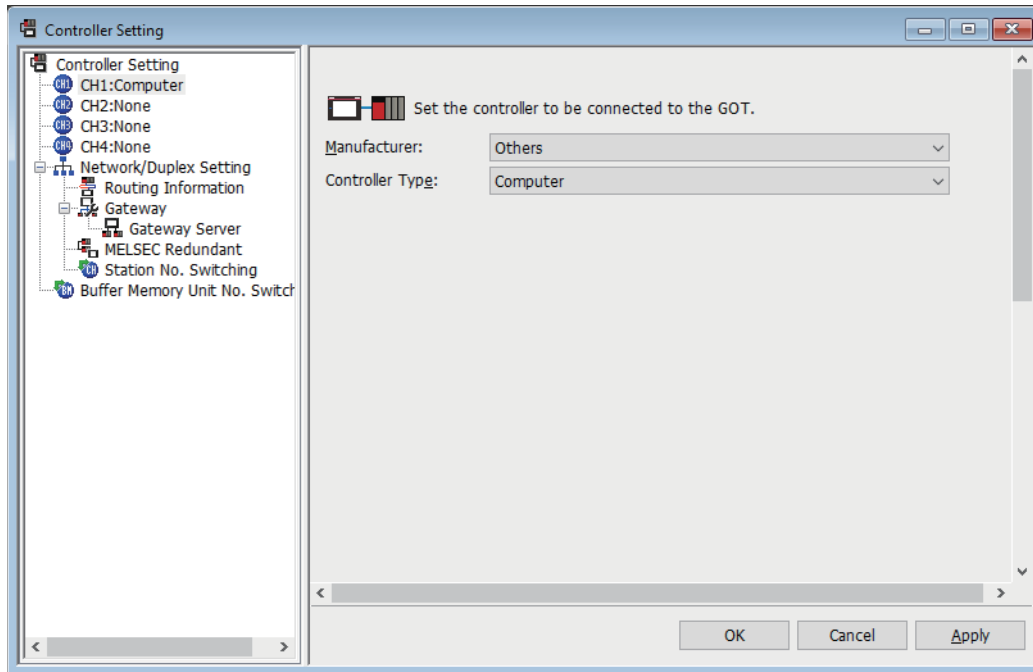 Controller Setting
Controller Setting
CH1:Computer
CH2:None
CH3:None
CH4:None
Network/Duplex Setting
Routing Information
Gateway
Gateway Server
MELSEC Redundant
Station No. Switching
Buffer Memory Unit No. Switch
Set the controller to be connected to the GOT.
Manufacturer: Others
Controller Type: Computer
OK Cancel Apply